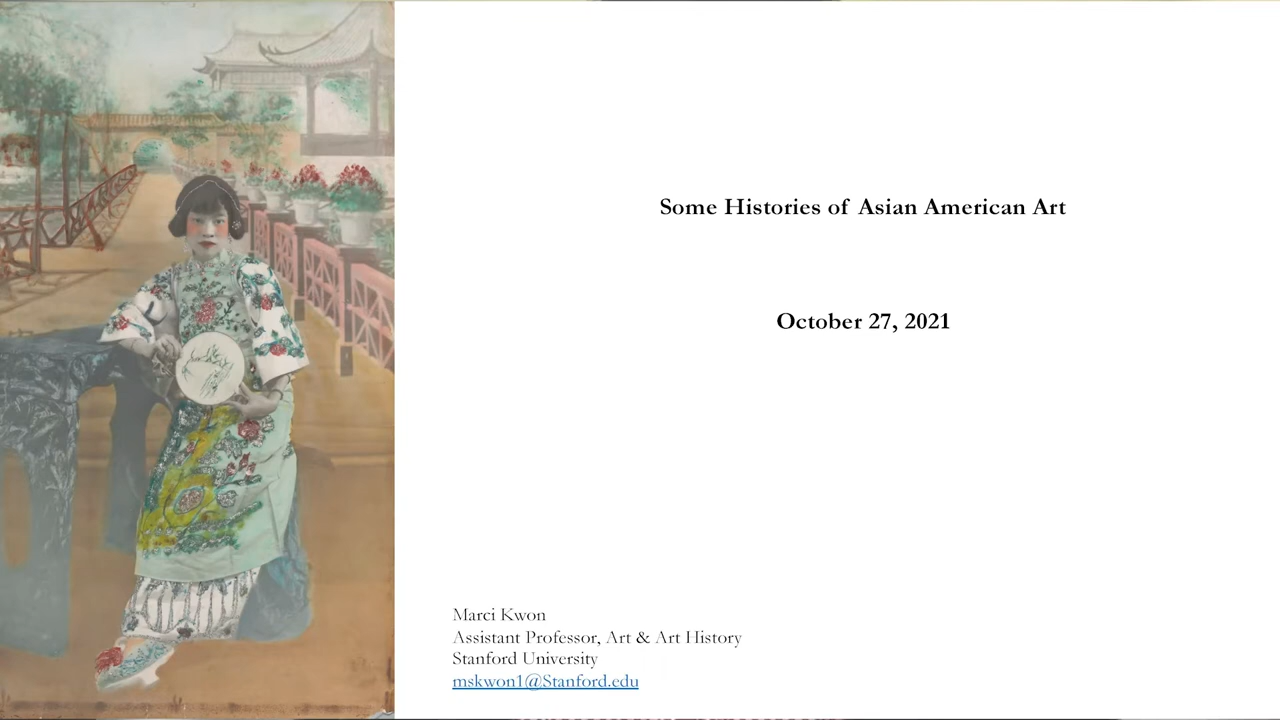 Some Histories of Asian American Art
October 27, 2021
Marci Kwon
Assistant Professor, Art & Art History
Stanford University
mskwon1@Stanford.edu